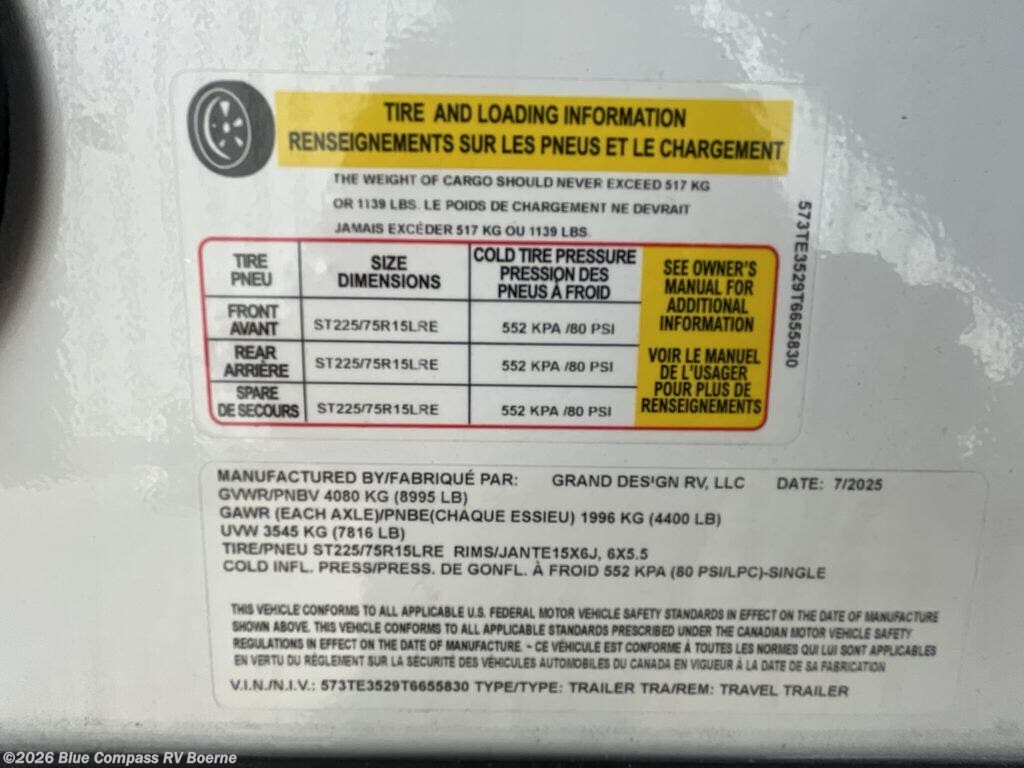 TIRE AND LOADING INFORMATION
RENSEIGNEMENTS SUR LES PNEUS ET LE CHARGEMENT
THE WEIGHT OF CARGO SHOULD NEVER EXCEED 517 KG
OR 1139 LBS. LE POIDS DE CHARGEMENT NE DEVRAIT
JAMAIS EXCÉDER 517 KG OU 1139 LBS.
TIRE
PNEU
SIZE
DIMENSIONS
COLD TIRE PRESSURE
PRESSION DES
PNEUS À FROID
FRONT
AVANT
ST225/75R15LRE
552 KPA /80 PSI
REAR
ARRIÈRE
ST225/75R15LRE
552 KPA /80 PSI
SPARE
DE SECOURS
ST225/75R15LRE
552 KPA /80 PSI
SEE OWNER'S
MANUAL FOR
ADDITIONAL
INFORMATION
VOIR LE MANUEL
DE L'USAGER
POUR PLUS DE
RENSEIGNEMENTS
573TE3529T6655830
MANUFACTURED BY/FABRIQUÉ PAR: GRAND DESIGN RV, LLC DATE: 7/2025
GVWR/PNBV 4080 KG (8995 LB)
GAWR (EACH AXLE)/PNBE(CHAQUE ESSIEU) 1996 KG (4400 LB)
UVW 3545 KG (7816 LB)
TIRE/PNEU ST225/75R15LRE RIMS/JANTE15X6J, 6X5.5
COLD INFL. PRESS/PRESS. DE GONFL. À FROID 552 KPA (80 PSI/LPC)-SINGLE
THIS VEHICLE CONFORMS TO ALL APPLICABLE U.S. FEDERAL MOTOR VEHICLE SAFETY STANDARDS IN EFFECT ON THE DATE OF MANUFACTURE
SHOWN ABOVE. THIS VEHICLE CONFORMS TO ALL APPLICABLE STANDARDS PRESCRIBED UNDER THE CANADIAN MOTOR VEHICLE SAFETY
REGULATIONS IN EFFECT ON THE DATE OF MANUFACTURE. - CE VÉHICULE EST CONFORME À TOUTES LES NORMES QUI LUI SONT APPLICABLES
EN VERTU DU RÈGLEMENT SUR LA SÉCURITÉ DES VÉHICULES AUTOMOBILES DU CANADA EN VIGUEUR À LA DATE DE SA FABRICATION
V.I.N./N.I.V.: 573TE3529T6655830 TYPE/TYPE: TRAILER TRA/REM: TRAVEL TRAILER
©2026 Blue Compass RV Boerne